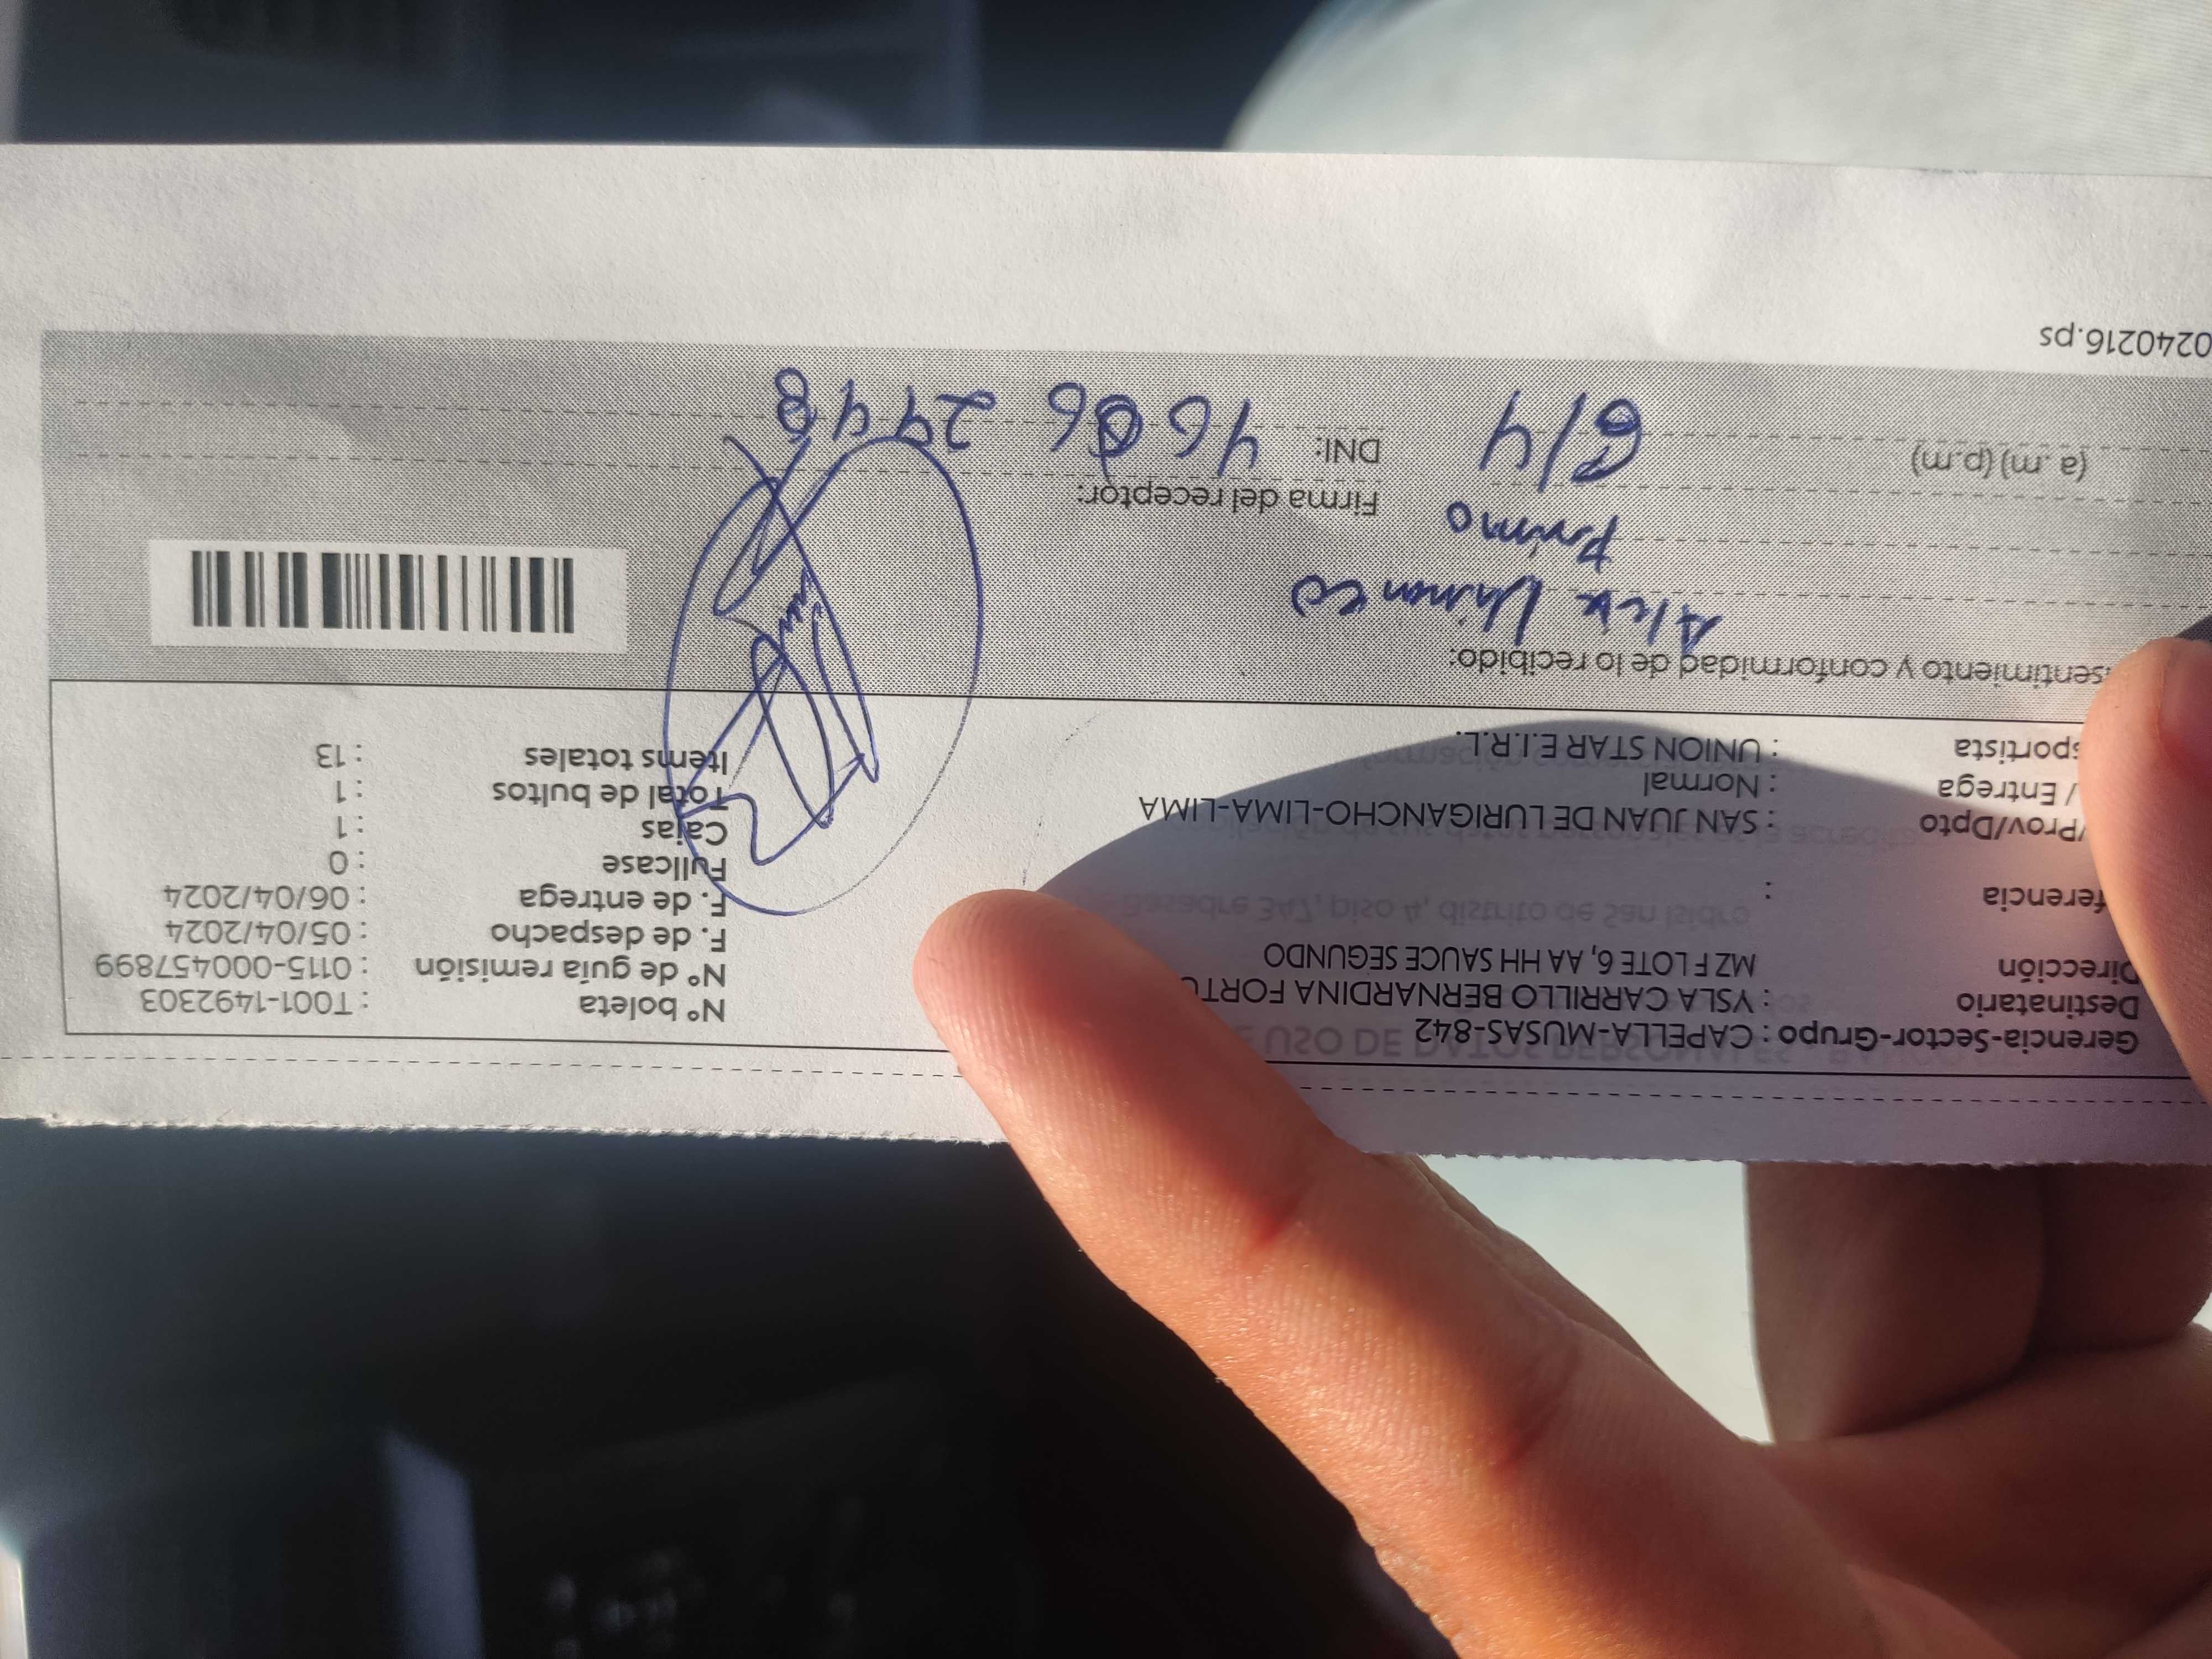 Gerencia-Sector-Grupo : CAPELLA-MUSAS-842
Destinatario : YSLA CARRILLO BERNARDINA FORTU
Dirección MZ F LOTE 6, AA HH SAUCE SEGUNDO
ferencia :
/Prov/Dpto : SAN JUAN DE LURIGANCHO-LIMA-LIMA
/ Entrega : Normal
sportista : UNION STAR E.I.R.L.
N° boleta : T001-1492303
N° de guía remisión : 0115-000457899
F. de despacho : 05/04/2024
F. de entrega : 06/04/2024
Fullcase : 0
Cajas : 1
Total de bultos : 1
Items totales : 13
sentimiento y conformidad de lo recibido:
Alex
Primo
Firma del receptor:
(a .m) (p.m) 6/4
DNI:
0240216.ps